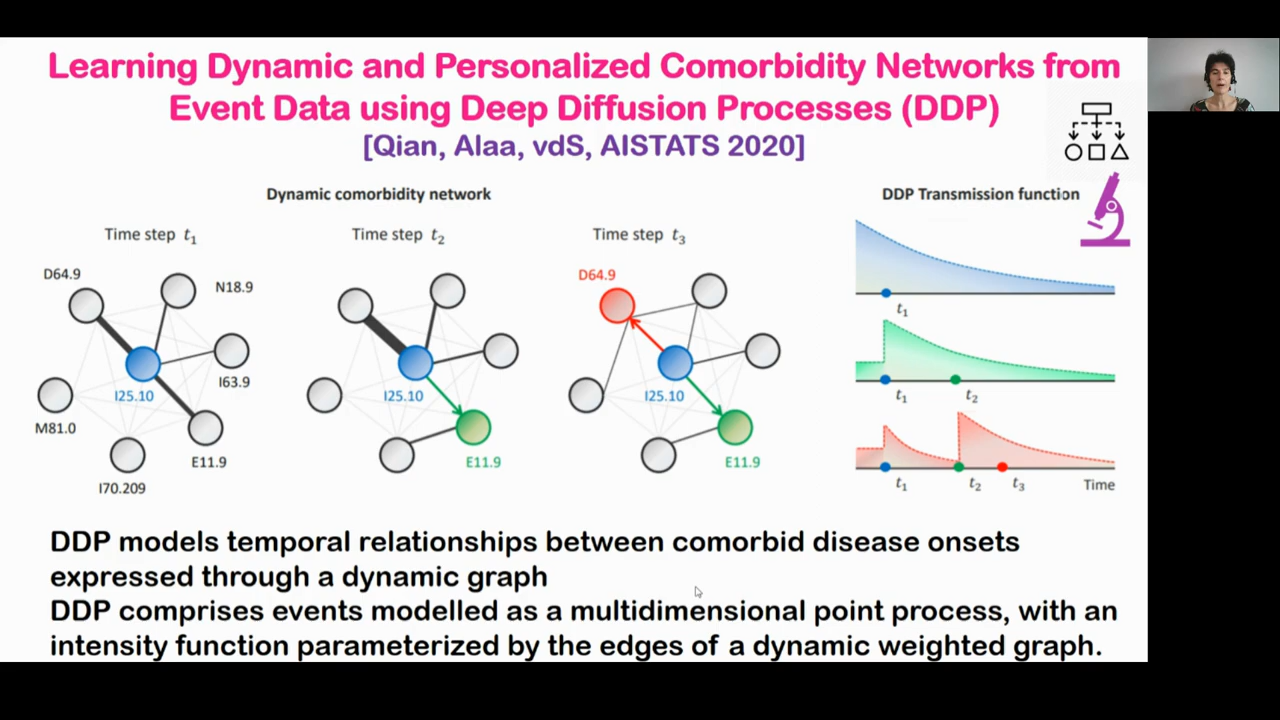 Learning Dynamic and Personalized Comorbidity Networks from
Event Data using Deep Diffusion Processes (DDP)
[Qian, Alaa, vdS, AISTATS 2020]
Dynamic comorbidity network
DDP Transmission function
Time step t1
Time step t2
Time step t3
D64.9
N18.9
I63.9
I25.10
M81.0
E11.9
I70.209
I25.10
E11.9
D64.9
I25.10
E11.9
t1
t1
t2
t1
t2
t3
Time
DDP models temporal relationships between comorbid disease onsets
expressed through a dynamic graph
DDP comprises events modelled as a multidimensional point process, with an
intensity function parameterized by the edges of a dynamic weighted graph.